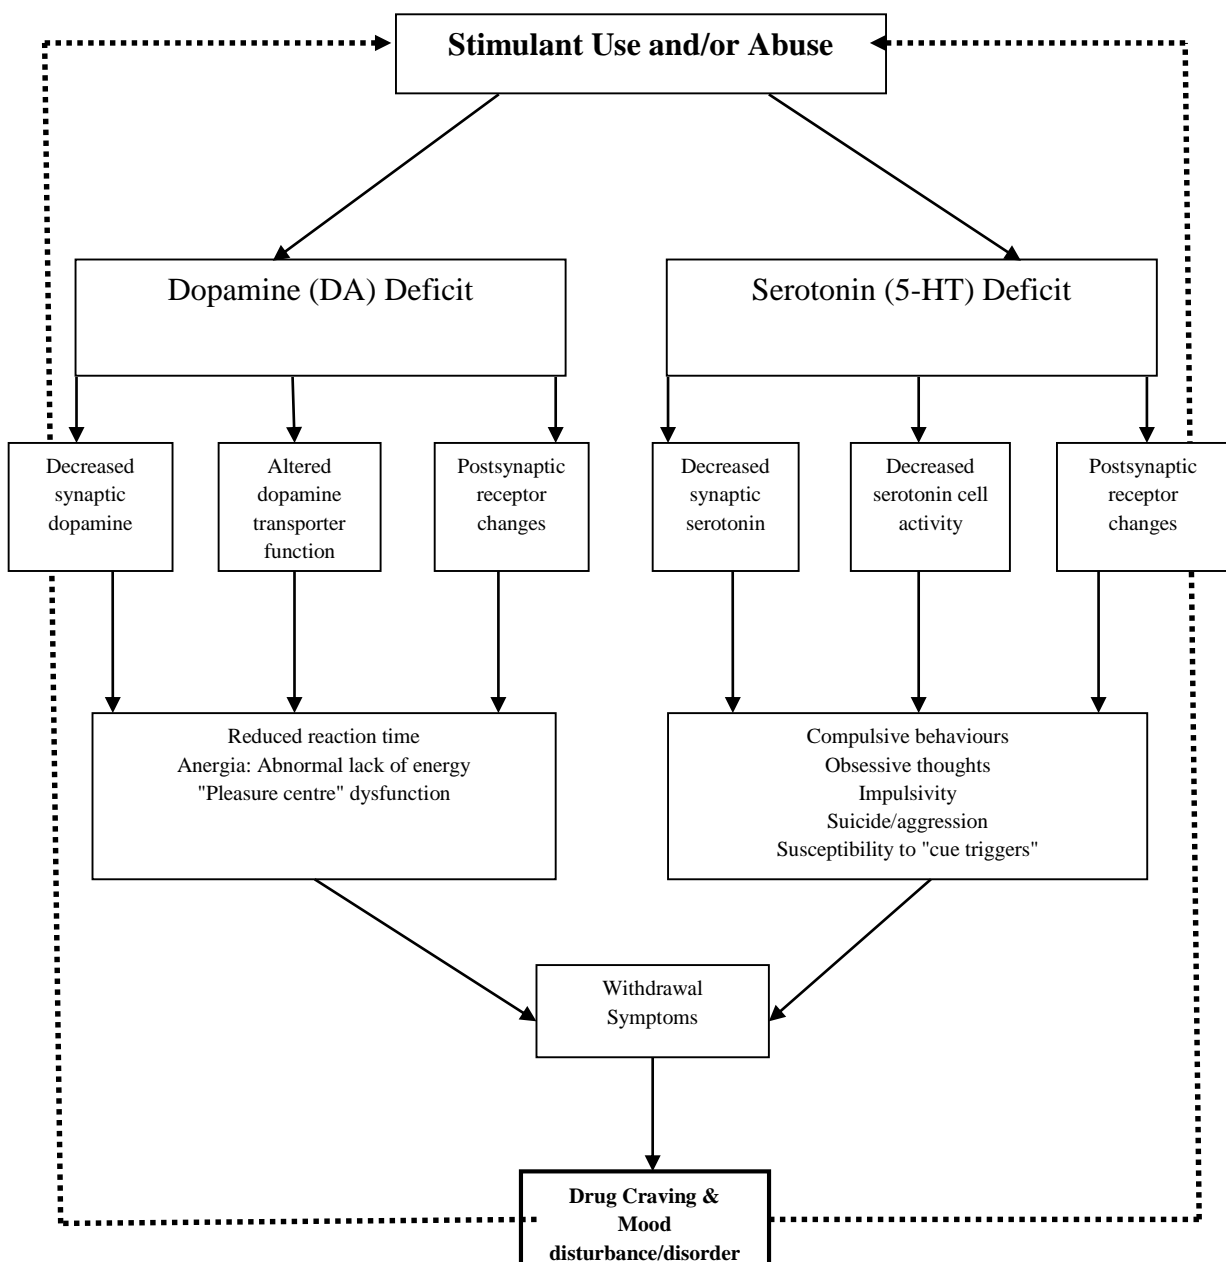 Stimulant Use and/or Abuse
Dopamine (DA) Deficit
Serotonin (5-HT) Deficit
Decreased
synaptic
dopamine
Altered
dopamine
transporter
function
Postsynaptic
receptor
changes
Decreased
synaptic
serotonin
Decreased
serotonin cell
activity
Postsynaptic
receptor
changes
Reduced reaction time
Anergia: Abnormal lack of energy
"Pleasure centre" dysfunction
Compulsive behaviours
Obsessive thoughts
Impulsivity
Suicide/aggression
Susceptibility to "cue triggers"
Withdrawal
Symptoms
Drug Craving &
Mood
disturbance/disorder